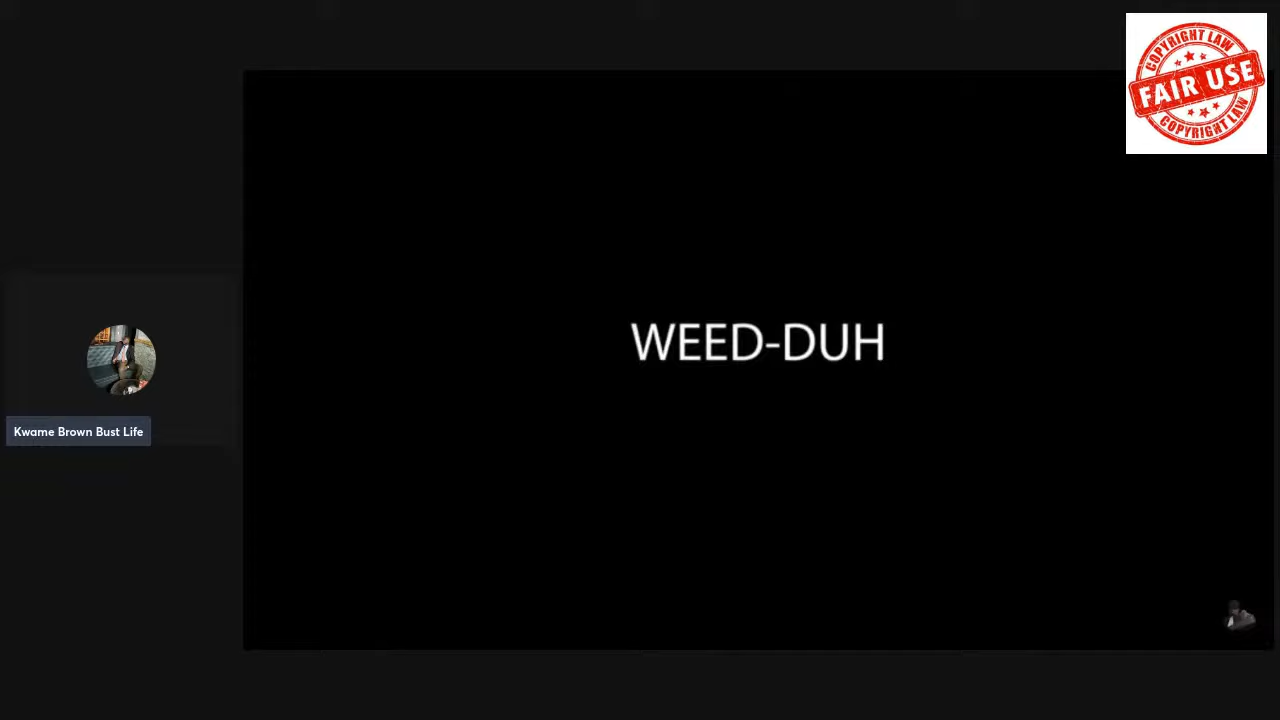 COPYRIGHT LAW
FAIR USE
COPYRIGHT LAW
WEED-DUH
Kwame Brown Bust Life